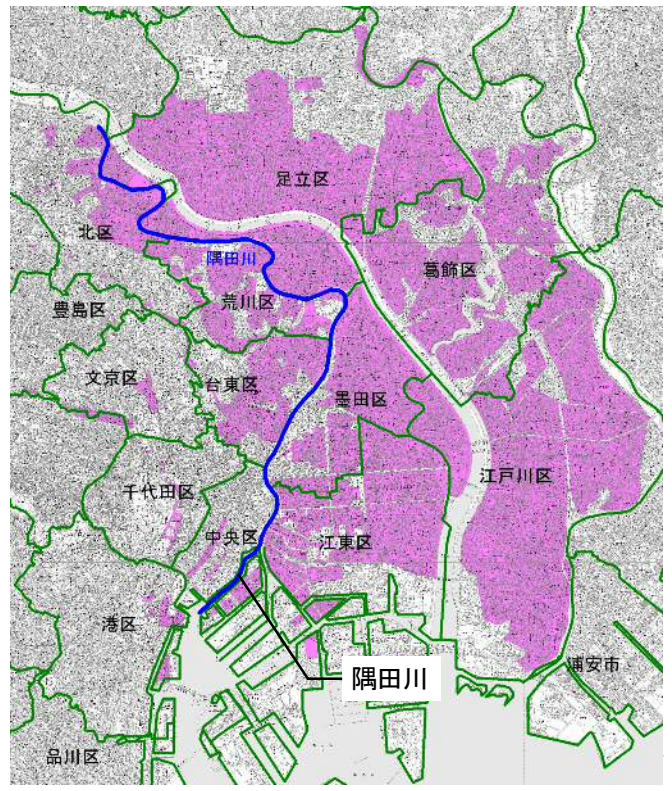 足立区
北区
隅田川
葛飾区
荒川区
豊島区
文京区
台東区
墨田区
千代田区
江戸川区
中央区
江東区
港区
隅田川
浦安市
品川区